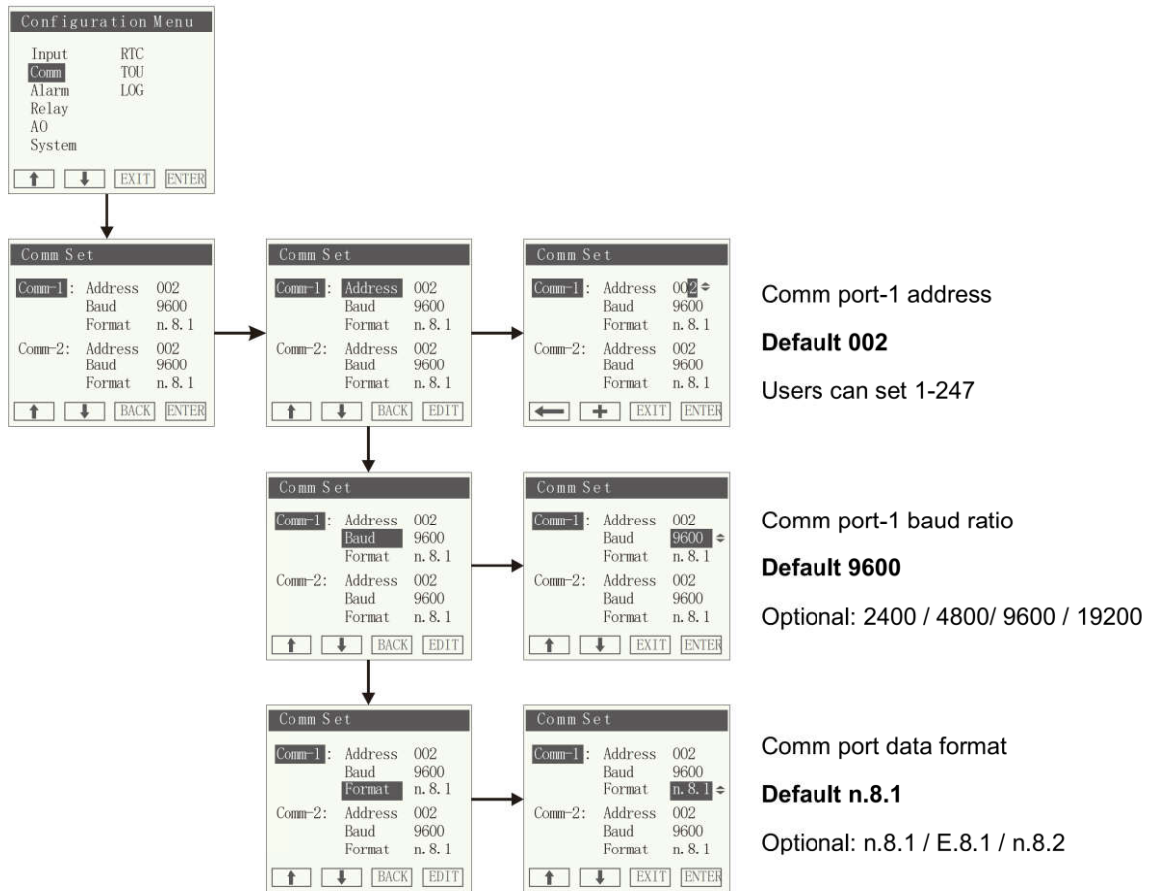 Configuration Menu
Input RTC
Comm TOU
Alarm LOG
Relay
AO
System
EXIT ENTER
Comm Set
Comm-1: Address 002
Baud 9600
Format n.8.1
Comm-2: Address 002
Baud 9600
Format n.8.1
BACK ENTER
Comm Set
Comm-1: Address 002
Baud 9600
Format n.8.1
Comm-2: Address 002
Baud 9600
Format n.8.1
BACK EDIT
Comm Set
Comm-1: Address 002
Baud 9600
Format n.8.1
Comm-2: Address 002
Baud 9600
Format n.8.1
EXIT ENTER
Comm port-1 address
Default 002
Users can set 1-247
Comm Set
Comm-1: Address 002
Baud 9600
Format n.8.1
Comm-2: Address 002
Baud 9600
Format n.8.1
BACK EDIT
Comm Set
Comm-1: Address 002
Baud 9600
Format n.8.1
Comm-2: Address 002
Baud 9600
Format n.8.1
EXIT ENTER
Comm port-1 baud ratio
Default 9600
Optional: 2400 / 4800/ 9600 / 19200
Comm Set
Comm-1: Address 002
Baud 9600
Format n.8.1
Comm-2: Address 002
Baud 9600
Format n.8.1
BACK EDIT
Comm Set
Comm-1: Address 002
Baud 9600
Format n.8.1
Comm-2: Address 002
Baud 9600
Format n.8.1
EXIT ENTER
Comm port data format
Default n.8.1
Optional: n.8.1 / E.8.1 / n.8.2